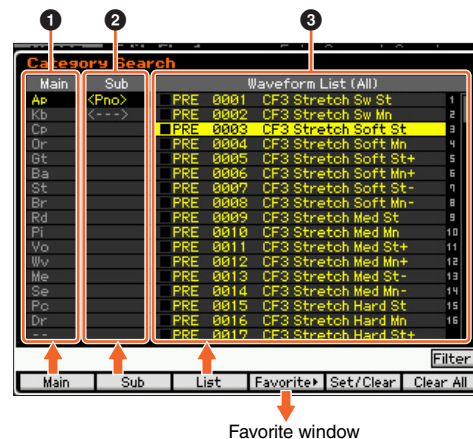 1 2 3
Category Search
Main Sub Waveform List (All)
Ap <Pno> PRE 0001 CF3 Stretch Sw St 1
Kb <---> PRE 0002 CF3 Stretch Sw Mn 2
Cp PRE 0003 CF3 Stretch Soft St 3
Or PRE 0004 CF3 Stretch Soft Mn 4
Gt PRE 0005 CF3 Stretch Soft St+ 5
Ba PRE 0006 CF3 Stretch Soft Mn+ 6
St PRE 0007 CF3 Stretch Soft St- 7
Br PRE 0008 CF3 Stretch Soft Mn- 8
Rd PRE 0009 CF3 Stretch Med St 9
Pi PRE 0010 CF3 Stretch Med Mn 10
Vo PRE 0011 CF3 Stretch Med St+ 11
Wv PRE 0012 CF3 Stretch Med Mn+ 12
Me PRE 0013 CF3 Stretch Med St- 13
Se PRE 0014 CF3 Stretch Med Mn- 14
Pc PRE 0015 CF3 Stretch Hard St 15
Dr PRE 0016 CF3 Stretch Hard Mn 16
-- PRE 0017 CF3 Stretch Hard St+
Filter
Main Sub List Favorite▸ Set/Clear Clear All
Favorite window